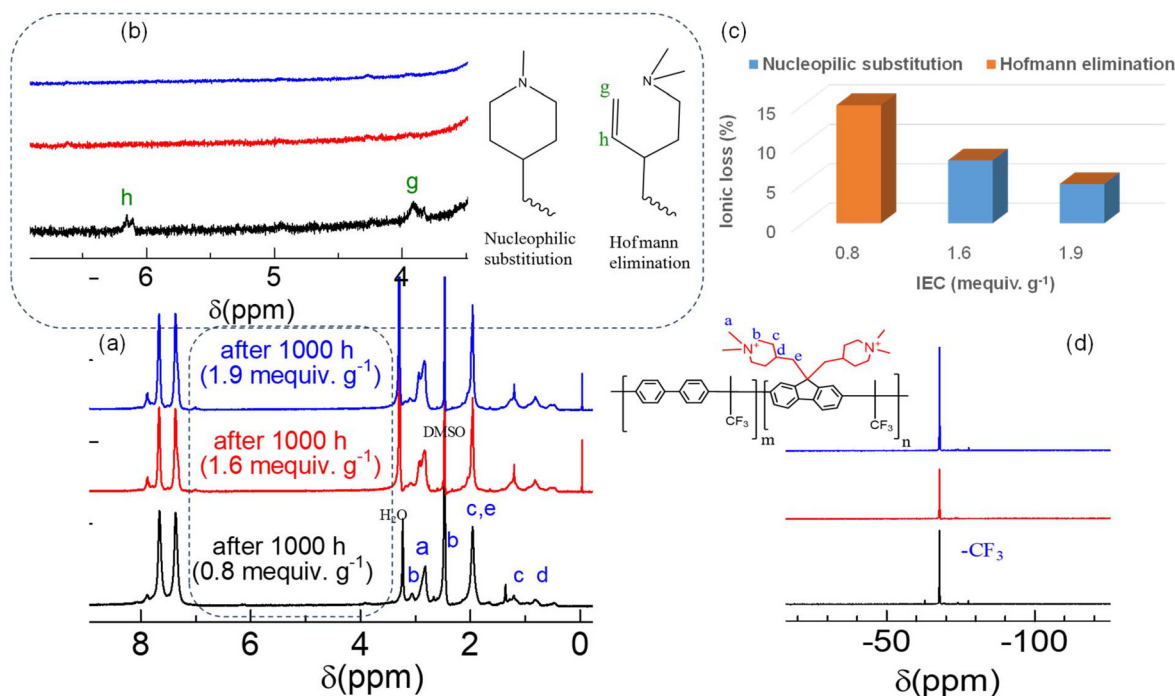 (b)
h
g
6
5
4
δ(ppm)
N
Nucleophilic
substitiution
N
g
h
Hofmann
elimination
(c)
Nucleopilic substitution
Hofmann elimination
Ionic loss (%)
15
10
5
0
0.8
1.6
1.9
IEC (mequiv. g⁻¹)
(a)
after 1000 h
(1.9 mequiv. g⁻¹)
after 1000 h
(1.6 mequiv. g⁻¹)
after 1000 h
(0.8 mequiv. g⁻¹)
DMSO
H₂O
b
a
b
c,e
c
d
8
6
4
2
0
δ(ppm)
(d)
a
b
c
d
e
N⁺
N⁺
CF₃
m
CF₃
n
-CF₃
-50
-100
δ(ppm)